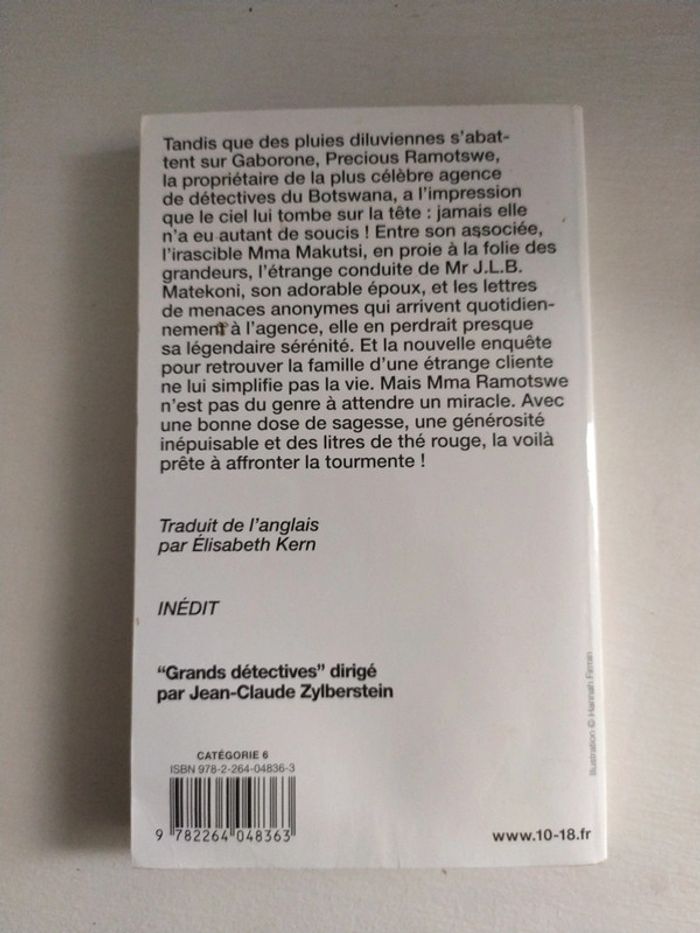 Tandis que des pluies diluviennes s'abat-
tent sur Gaborone, Precious Ramotswe,
la propriétaire de la plus célèbre agence
de détectives du Botswana, a l'impression
que le ciel lui tombe sur la tête : jamais elle
n'a eu autant de soucis ! Entre son associée,
l'irascible Mma Makutsi, en proie à la folie des
grandeurs, l'étrange conduite de Mr J.L.B.
Matekoni, son adorable époux, et les lettres
de menaces anonymes qui arrivent quotidien-
nement à l'agence, elle en perdrait presque
sa légendaire sérénité. Et la nouvelle enquête
pour retrouver la famille d'une étrange cliente
ne lui simplifie pas la vie. Mais Mma Ramotswe
n'est pas du genre à attendre un miracle. Avec
une bonne dose de sagesse, une générosité
inépuisable et des litres de thé rouge, la voilà
prête à affronter la tourmente !
Traduit de l'anglais
par Élisabeth Kern
INÉDIT
"Grands détectives" dirigé
par Jean-Claude Zylberstein
CATÉGORIE 6
ISBN 978-2-264-04836-3
9 782264 048363
www.10-18.fr
Illustration © Hannah Firmin